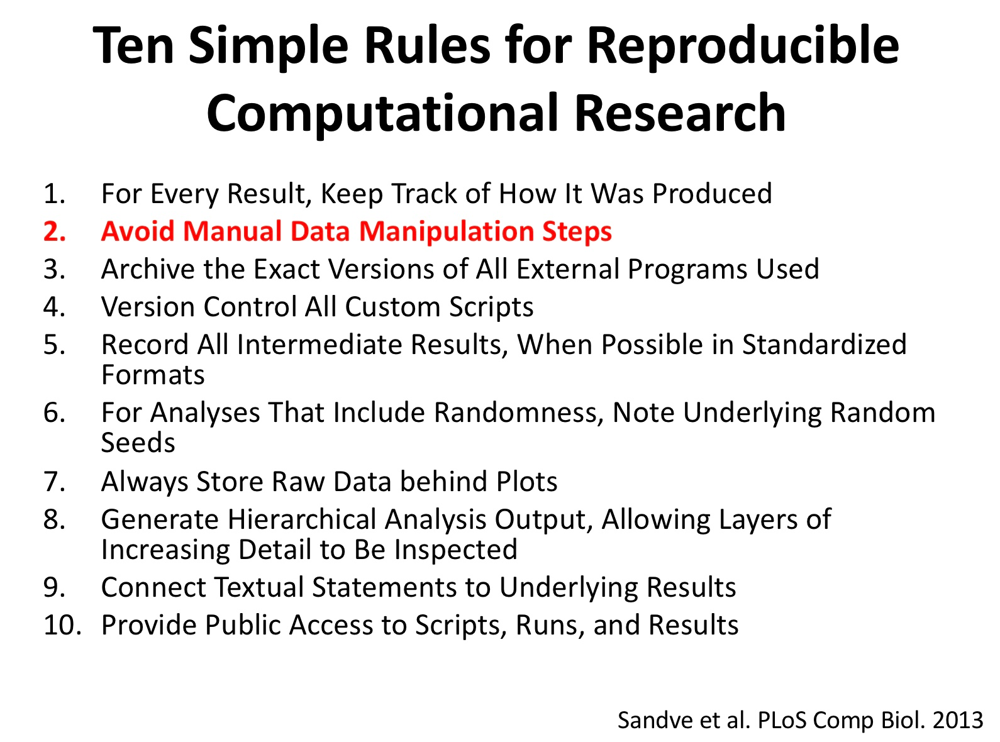 Ten Simple Rules for Reproducible
Computational Research
1. For Every Result, Keep Track of How It Was Produced
2. Avoid Manual Data Manipulation Steps
3. Archive the Exact Versions of All External Programs Used
4. Version Control All Custom Scripts
5. Record All Intermediate Results, When Possible in Standardized
Formats
6. For Analyses That Include Randomness, Note Underlying Random
Seeds
7. Always Store Raw Data behind Plots
8. Generate Hierarchical Analysis Output, Allowing Layers of
Increasing Detail to Be Inspected
9. Connect Textual Statements to Underlying Results
10. Provide Public Access to Scripts, Runs, and Results
Sandve et al. PLoS Comp Biol. 2013